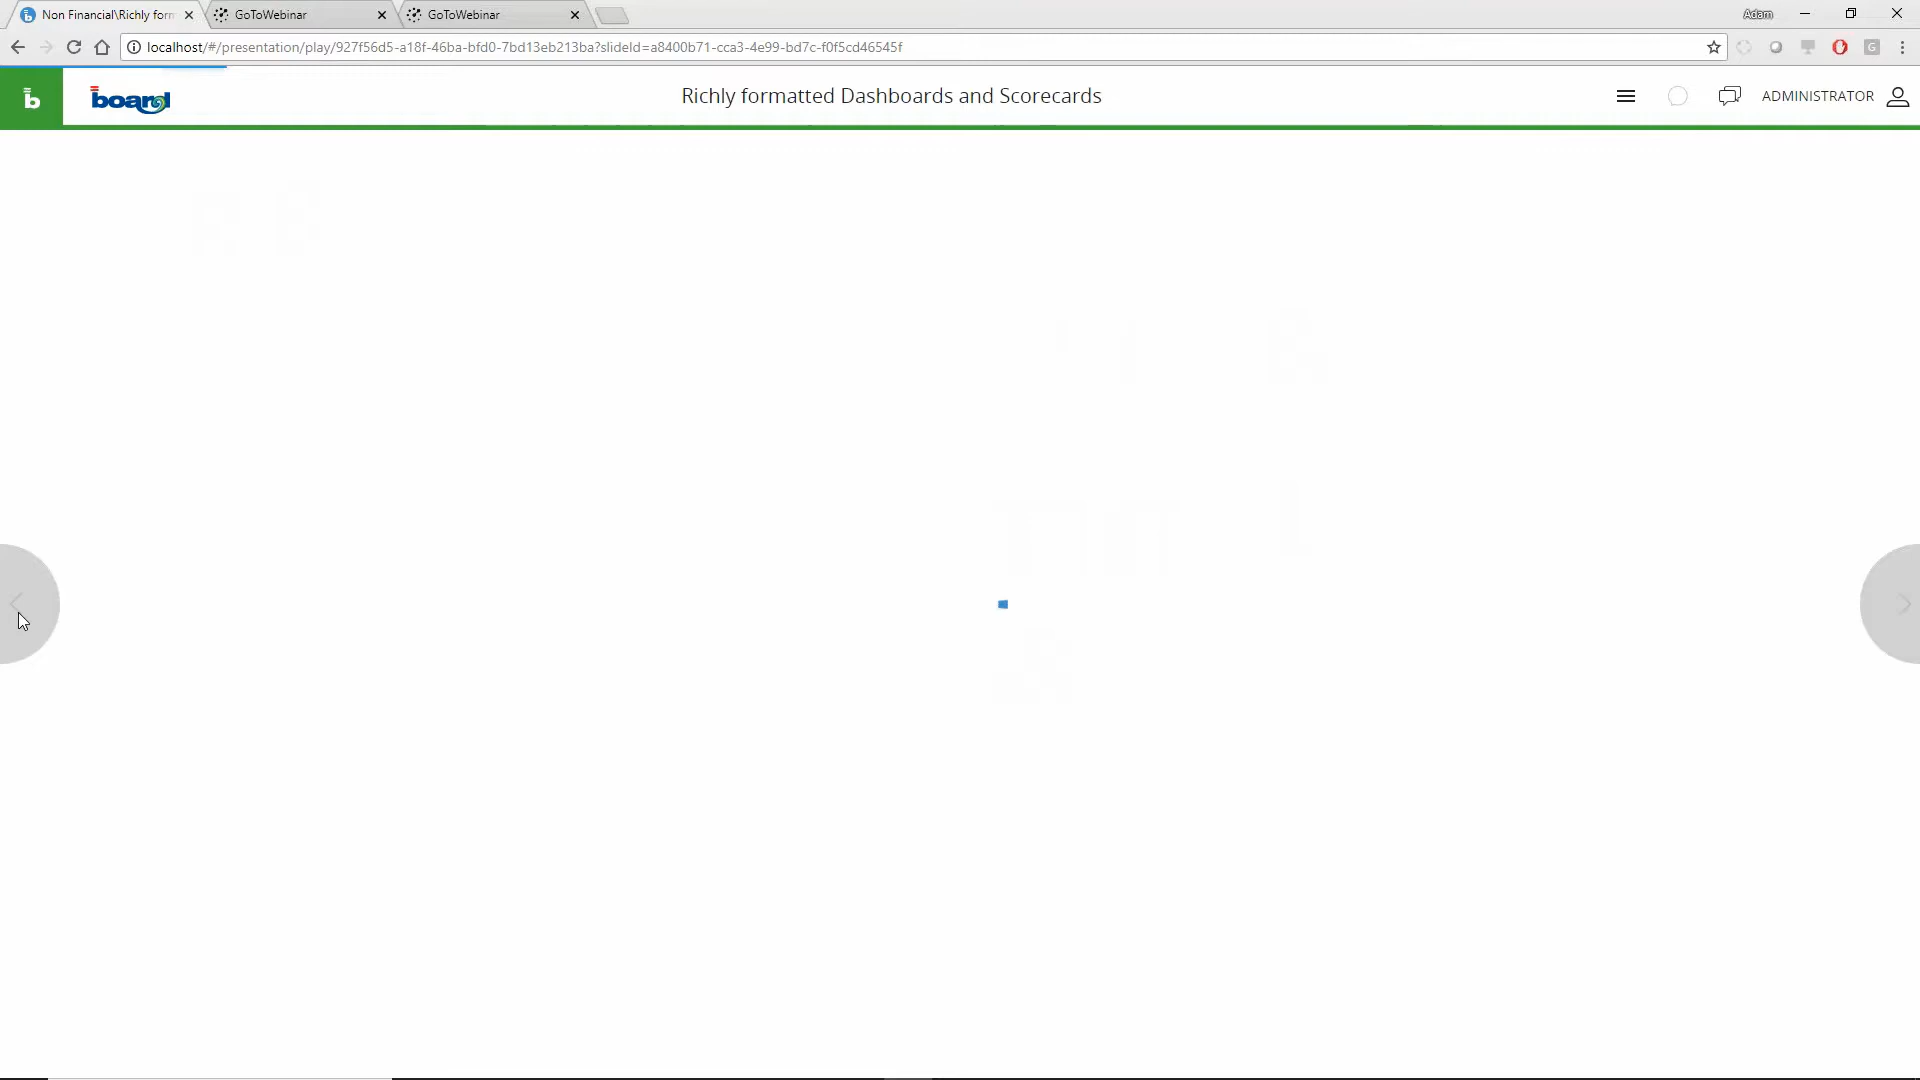 Non Financial\Richly forn
GoToWebinar
GoToWebinar
Adam
localhost/#/presentation/play/927f56d5-a18f-46ba-bfd0-7bd13eb213ba?slideId=a8400b71-cca3-4e99-bd7c-f0f5cd46545f
G
b
board
Richly formatted Dashboards and Scorecards
ADMINISTRATOR